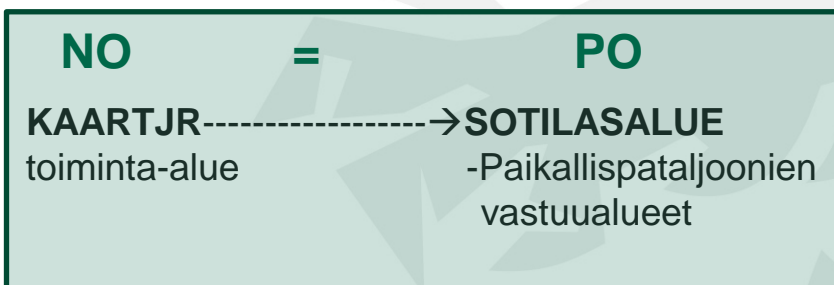 NO = PO
KAARTJR------------------→SOTILASALUE
toiminta-alue -Paikallispataljoonien
vastuualueet